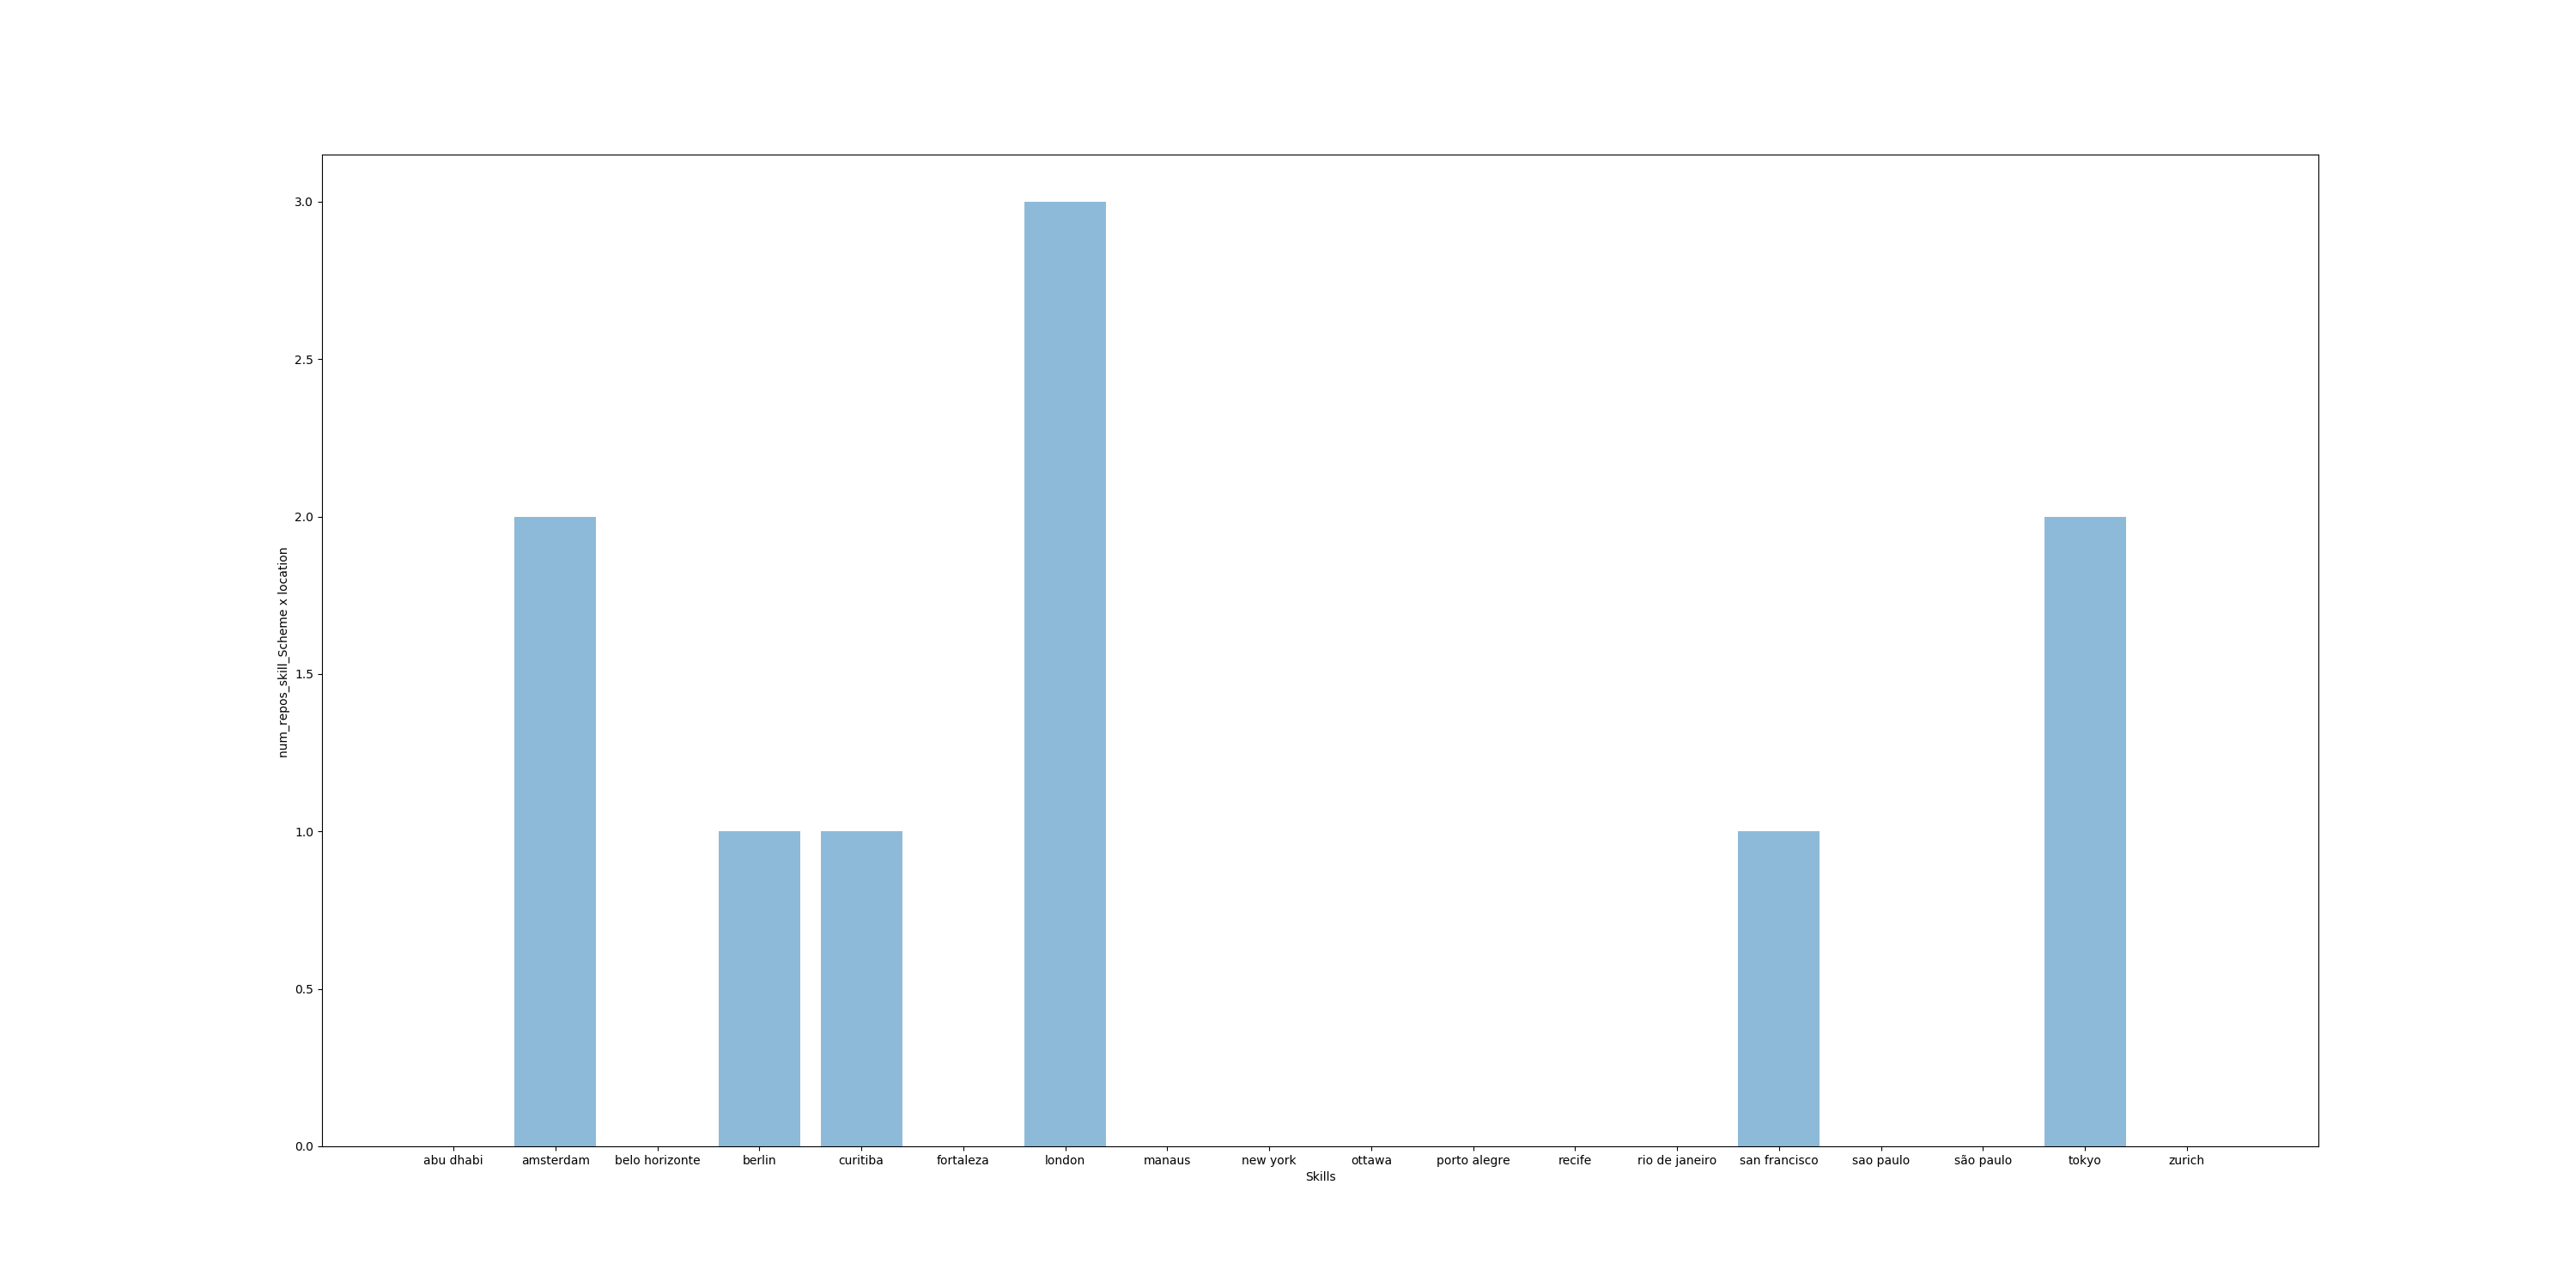 3.0
2.5
2.0
1.5
1.0
0.5
0.0
num_repos_skill_Scheme x location
abu dhabi amsterdam belo horizonte berlin curitiba fortaleza london manaus new york ottawa porto alegre recife rio de janeiro san francisco sao paulo são paulo tokyo zurich
Skills